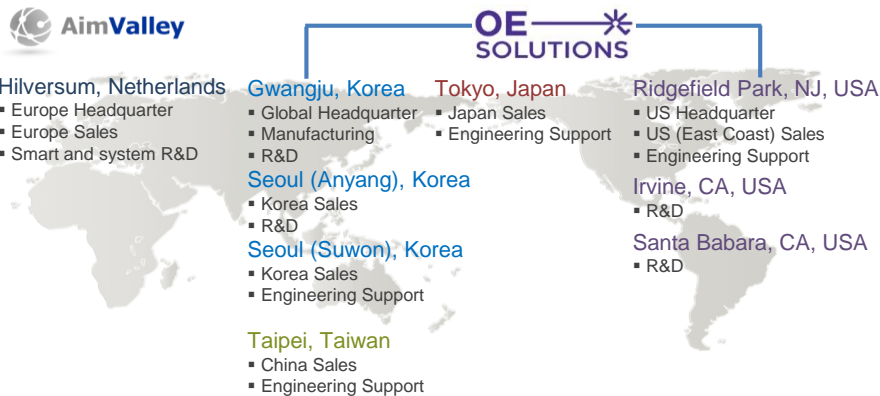 AimValley
OE
SOLUTIONS
Hilversum, Netherlands
▪ Europe Headquarter
▪ Europe Sales
▪ Smart and system R&D
Gwangju, Korea
▪ Global Headquarter
▪ Manufacturing
▪ R&D
Seoul (Anyang), Korea
▪ Korea Sales
▪ R&D
Seoul (Suwon), Korea
▪ Korea Sales
▪ Engineering Support
Taipei, Taiwan
▪ China Sales
▪ Engineering Support
Tokyo, Japan
▪ Japan Sales
▪ Engineering Support
Ridgefield Park, NJ, USA
▪ US Headquarter
▪ US (East Coast) Sales
▪ Engineering Support
Irvine, CA, USA
▪ R&D
Santa Babara, CA, USA
▪ R&D